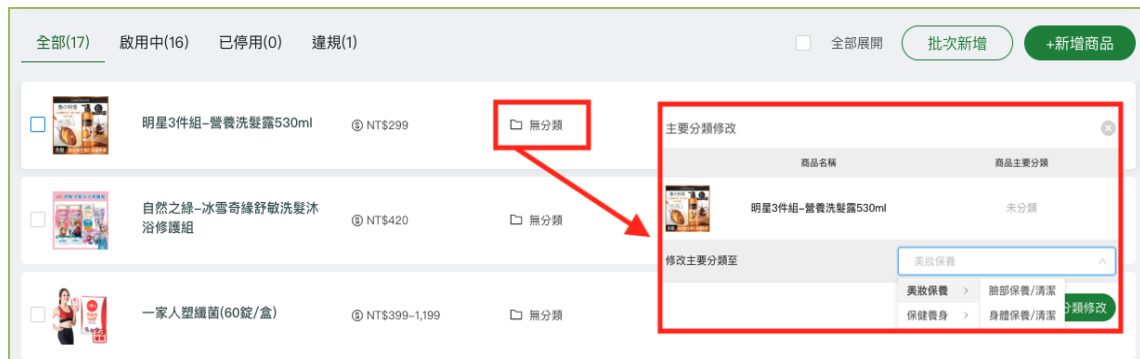 全部(17) 啟用中(16) 已停用(0) 違規(1) 全部展開 批次新增 +新增商品
明星3件組-營養洗髮露530ml NT$299 無分類
自然之綠-冰雪奇緣舒敏洗髮沐
浴修護組 NT$420 無分類
一家人塑纖菌(60錠/盒) NT$399-1,199 無分類
主要分類修改
商品名稱 商品主要分類
明星3件組-營養洗髮露530ml 未分類
修改主要分類至 美妝保養
美妝保養 > 臉部保養/清潔
保健養身 > 身體保養/清潔 分類修改